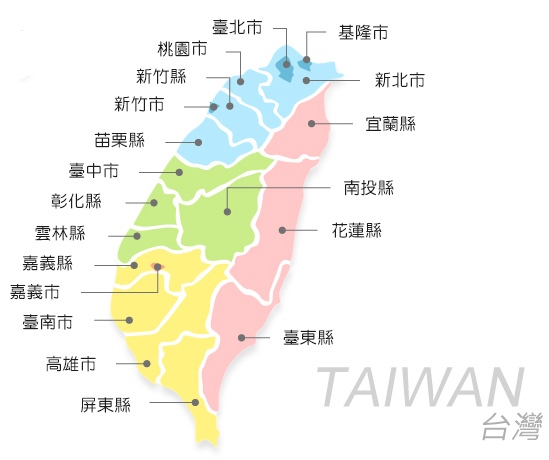 臺北市
基隆市
桃園市
新竹縣
新北市
新竹市
宜蘭縣
苗栗縣
臺中市
南投縣
彰化縣
花蓮縣
雲林縣
嘉義縣
嘉義市
臺南市
臺東縣
高雄市
屏東縣
TAIWAN
台灣